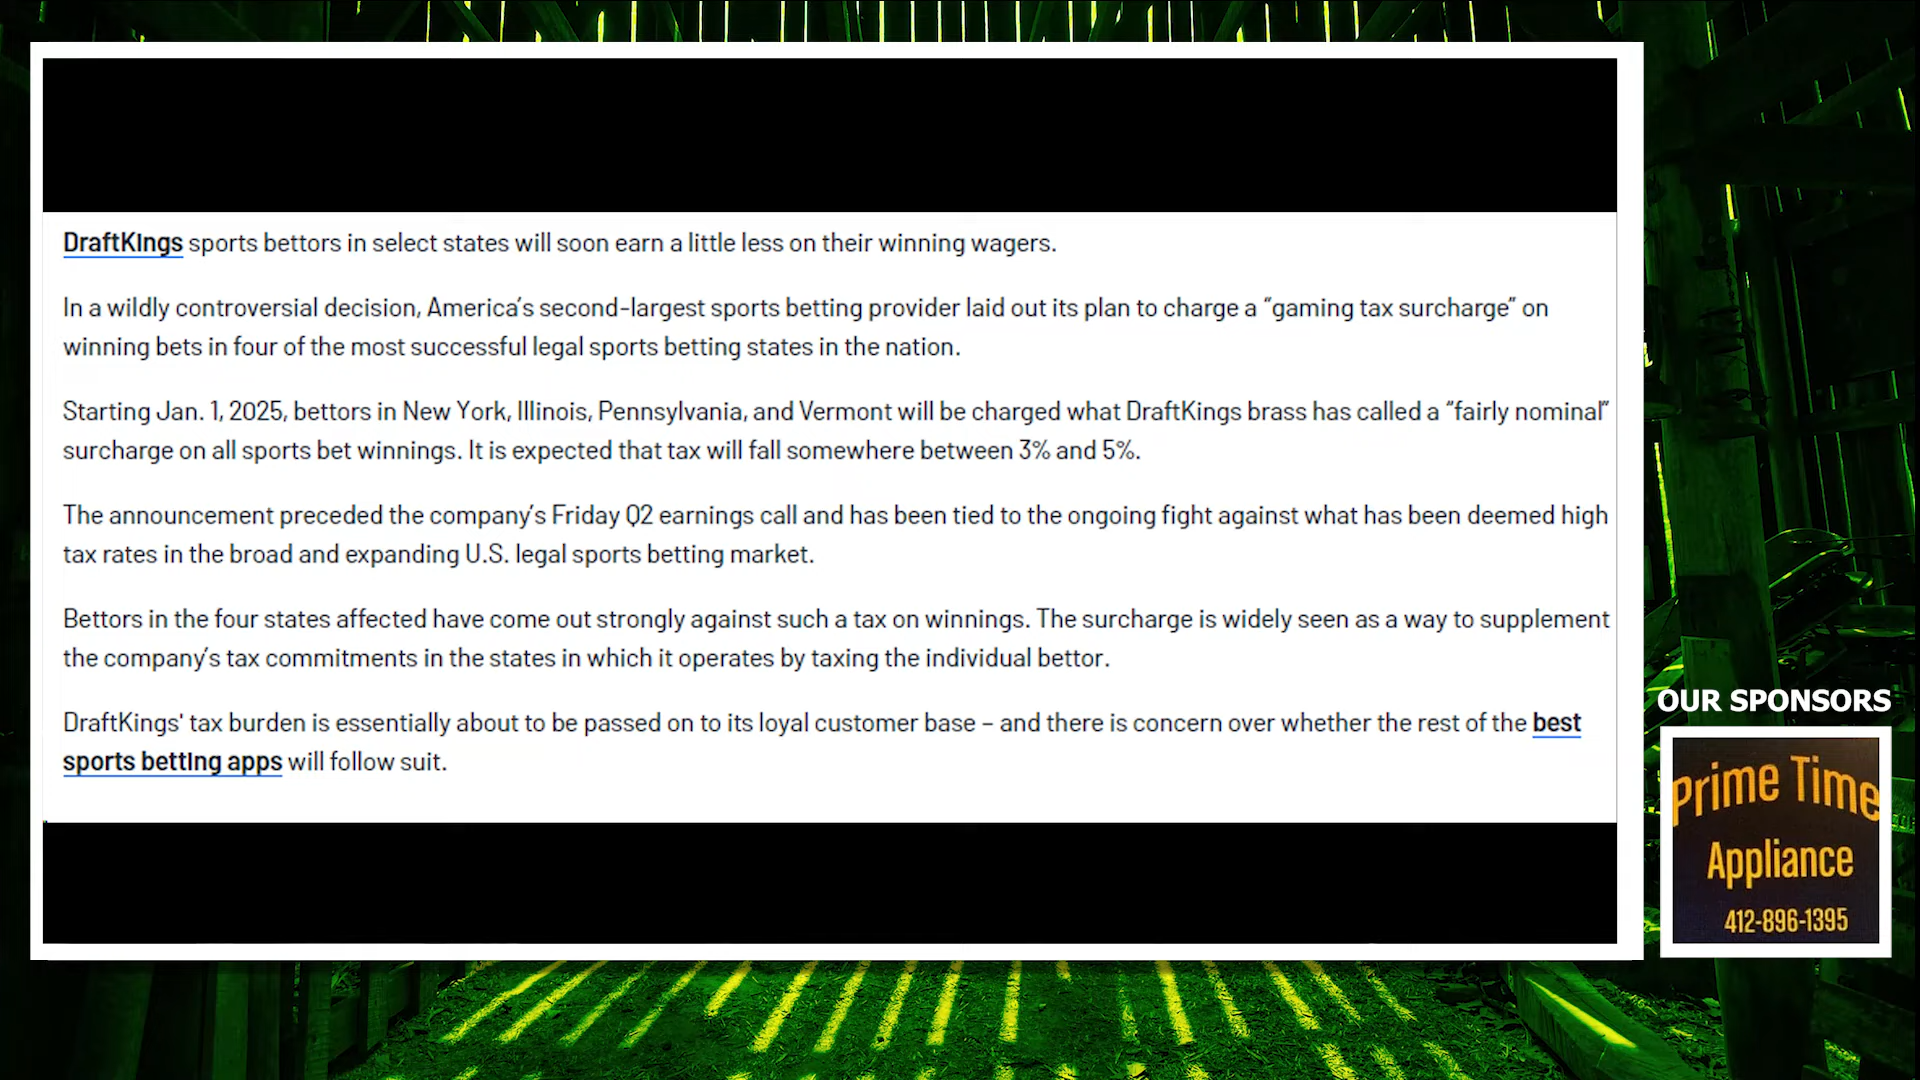 DraftKings sports bettors in select states will soon earn a little less on their winning wagers.
In a wildly controversial decision, America’s second-largest sports betting provider laid out its plan to charge a “gaming tax surcharge” on
winning bets in four of the most successful legal sports betting states in the nation.
Starting Jan. 1, 2025, bettors in New York, Illinois, Pennsylvania, and Vermont will be charged what DraftKings brass has called a “fairly nominal”
surcharge on all sports bet winnings. It is expected that tax will fall somewhere between 3% and 5%.
The announcement preceded the company’s Friday Q2 earnings call and has been tied to the ongoing fight against what has been deemed high
tax rates in the broad and expanding U.S. legal sports betting market.
Bettors in the four states affected have come out strongly against such a tax on winnings. The surcharge is widely seen as a way to supplement
the company’s tax commitments in the states in which it operates by taxing the individual bettor.
DraftKings' tax burden is essentially about to be passed on to its loyal customer base – and there is concern over whether the rest of the best
sports betting apps will follow suit.
OUR SPONSORS
Prime Time
Appliance
412-896-1395